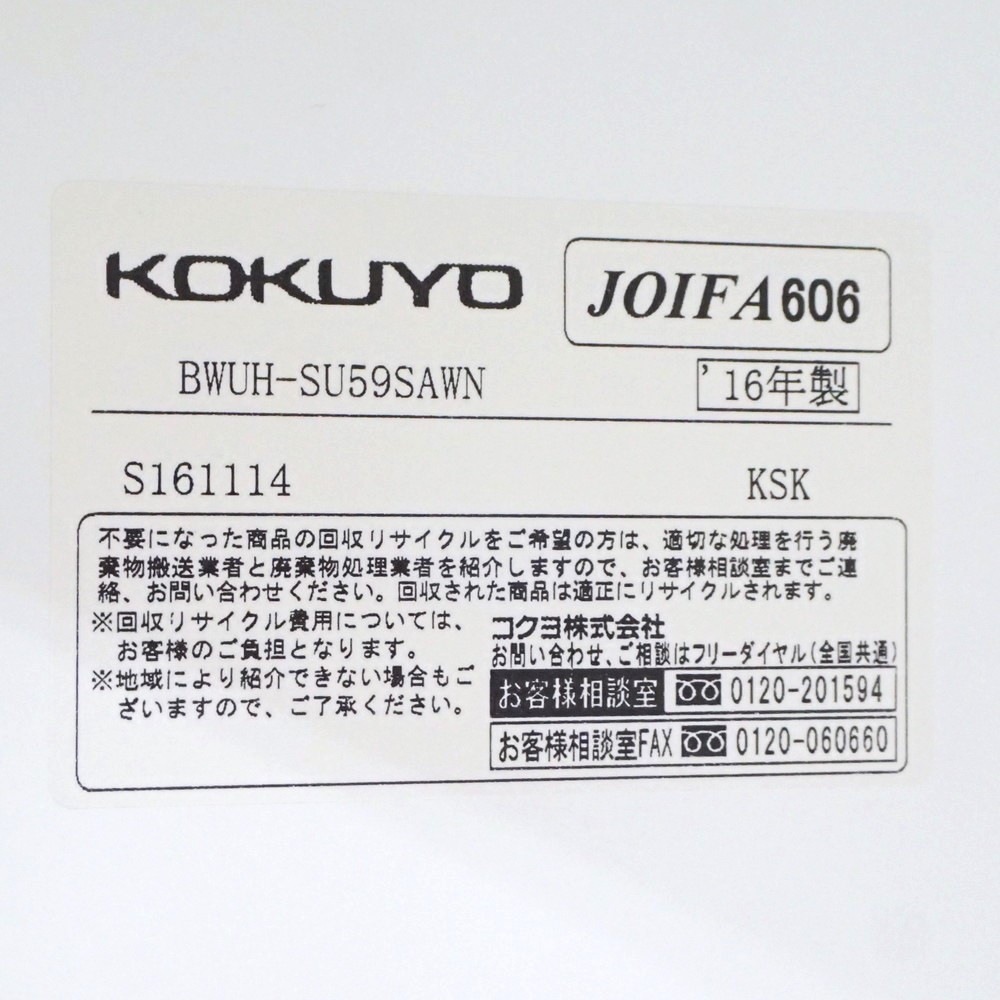 KOKUYO
JOIFA606
BWUH-SU59SAWN
'16年製
S161114
KSK
不要になった商品の回収リサイクルをご希望の方は、適切な処理を行う廃
棄物搬送業者と廃棄物処理業者を紹介しますので、お客様相談室までご連
絡、お問い合わせください。回収された商品は適正にリサイクルされます。
※回収リサイクル費用については、
お客様のご負担となります。
※地域により紹介できない場合もご
ざいますので、ご了承ください。
コクヨ株式会社
お問い合わせ、ご相談はフリーダイヤル(全国共通)
お客様相談室 0120-201594
お客様相談室FAX 0120-060660